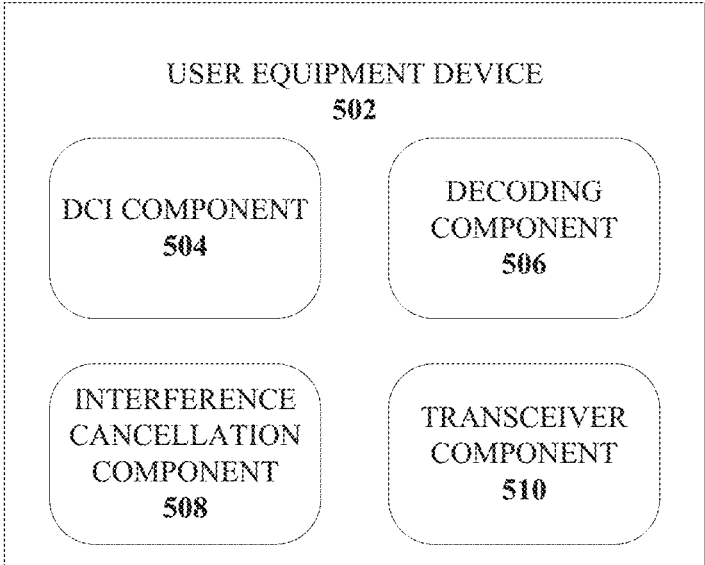 USER EQUIPMENT DEVICE
502
DCI COMPONENT
504
DECODING
COMPONENT
506
INTERFERENCE
CANCELLATION
COMPONENT
508
TRANSCEIVER
COMPONENT
510